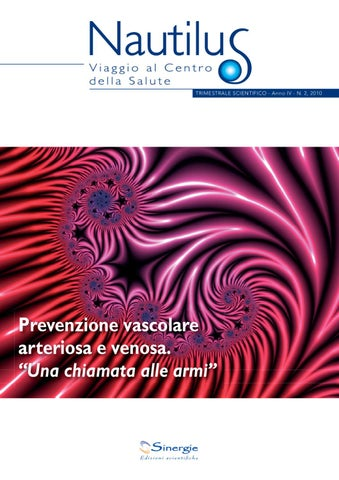 Nautilus
Viaggio al Centro
della Salute
TRIMESTRALE SCIENTIFICO - Anno IV - N. 2, 2010
Prevenzione vascolare
arteriosa e venosa.
“Una chiamata alle armi”
Sinergie
Edizioni scientifiche